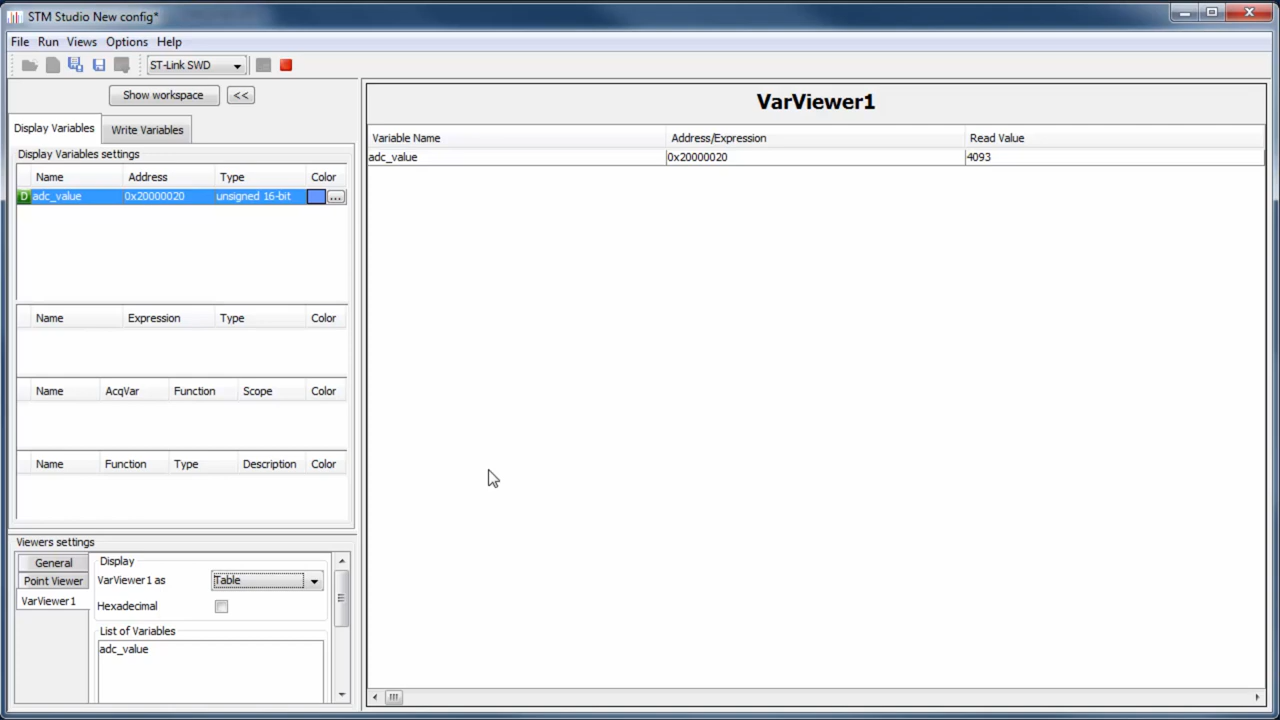 STM Studio New config*
File Run Views Options Help
ST-Link SWD
Show workspace <<
Display Variables Write Variables
Display Variables settings
Name Address Type Color
D adc_value 0x20000020 unsigned 16-bit ...
Name Expression Type Color
Name AcqVar Function Scope Color
Name Function Type Description Color
Viewers settings
General
Point Viewer
VarViewer1
Display
VarViewer1 as Table
Hexadecimal
List of Variables
adc_value
VarViewer1
Variable Name Address/Expression Read Value
adc_value 0x20000020 4093